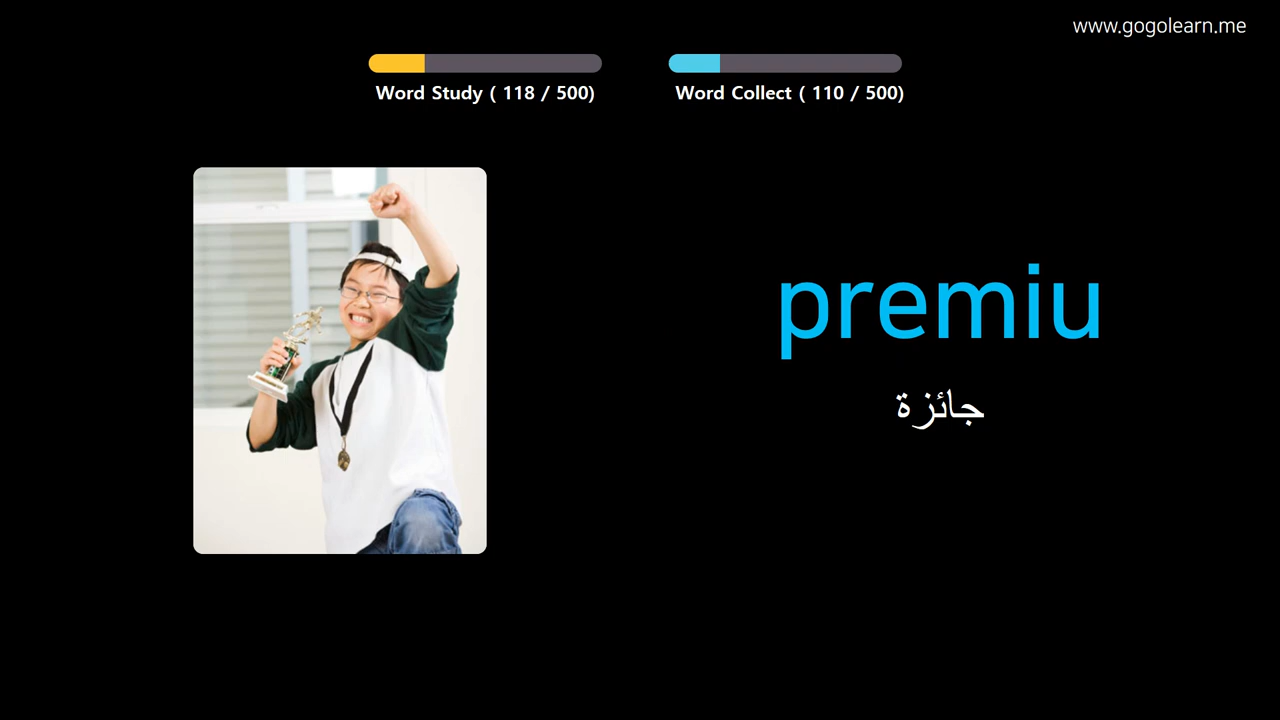 www.gogolearn.me
Word Study ( 118 / 500)
Word Collect ( 110 / 500)
premiu
جائزة